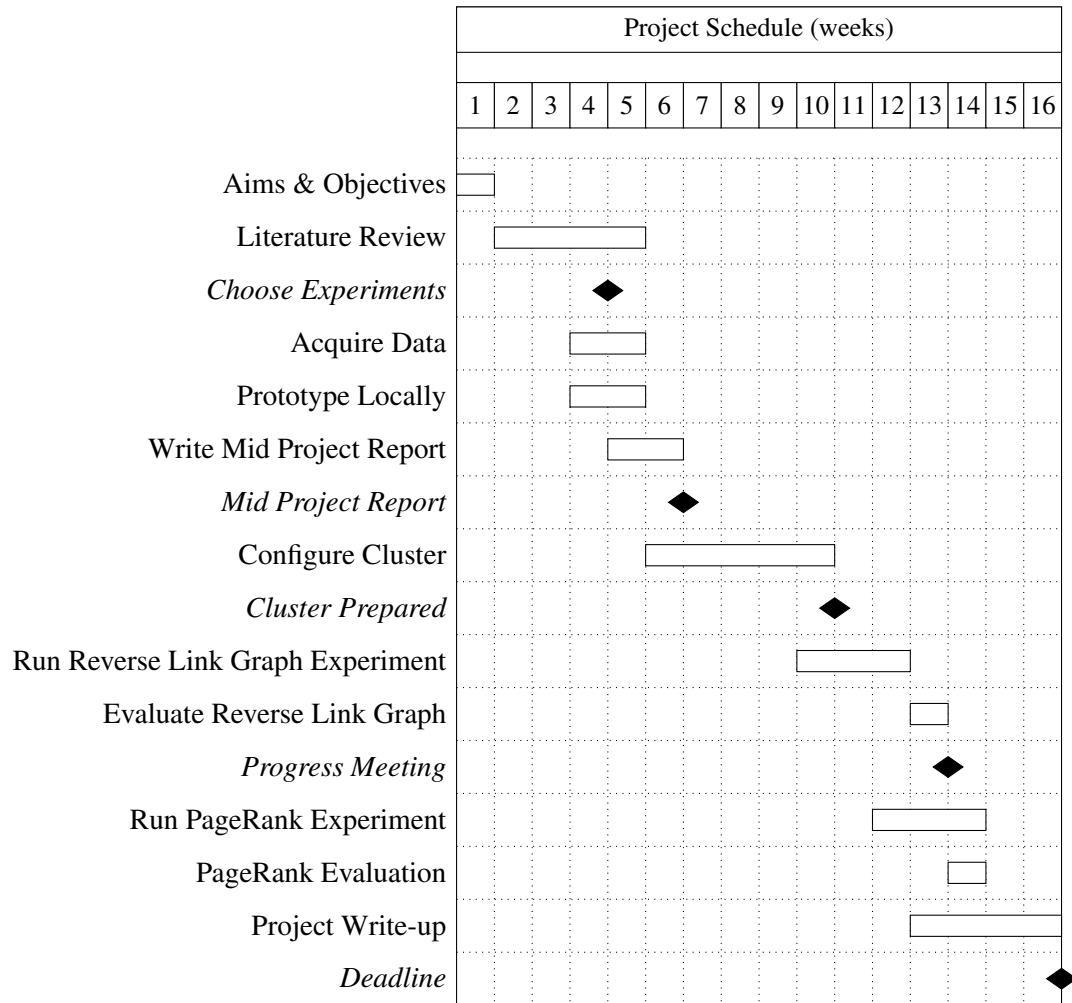 Project Schedule (weeks)
1 2 3 4 5 6 7 8 9 10 11 12 13 14 15 16
Aims & Objectives
Literature Review
Choose Experiments
Acquire Data
Prototype Locally
Write Mid Project Report
Mid Project Report
Configure Cluster
Cluster Prepared
Run Reverse Link Graph Experiment
Evaluate Reverse Link Graph
Progress Meeting
Run PageRank Experiment
PageRank Evaluation
Project Write-up
Deadline